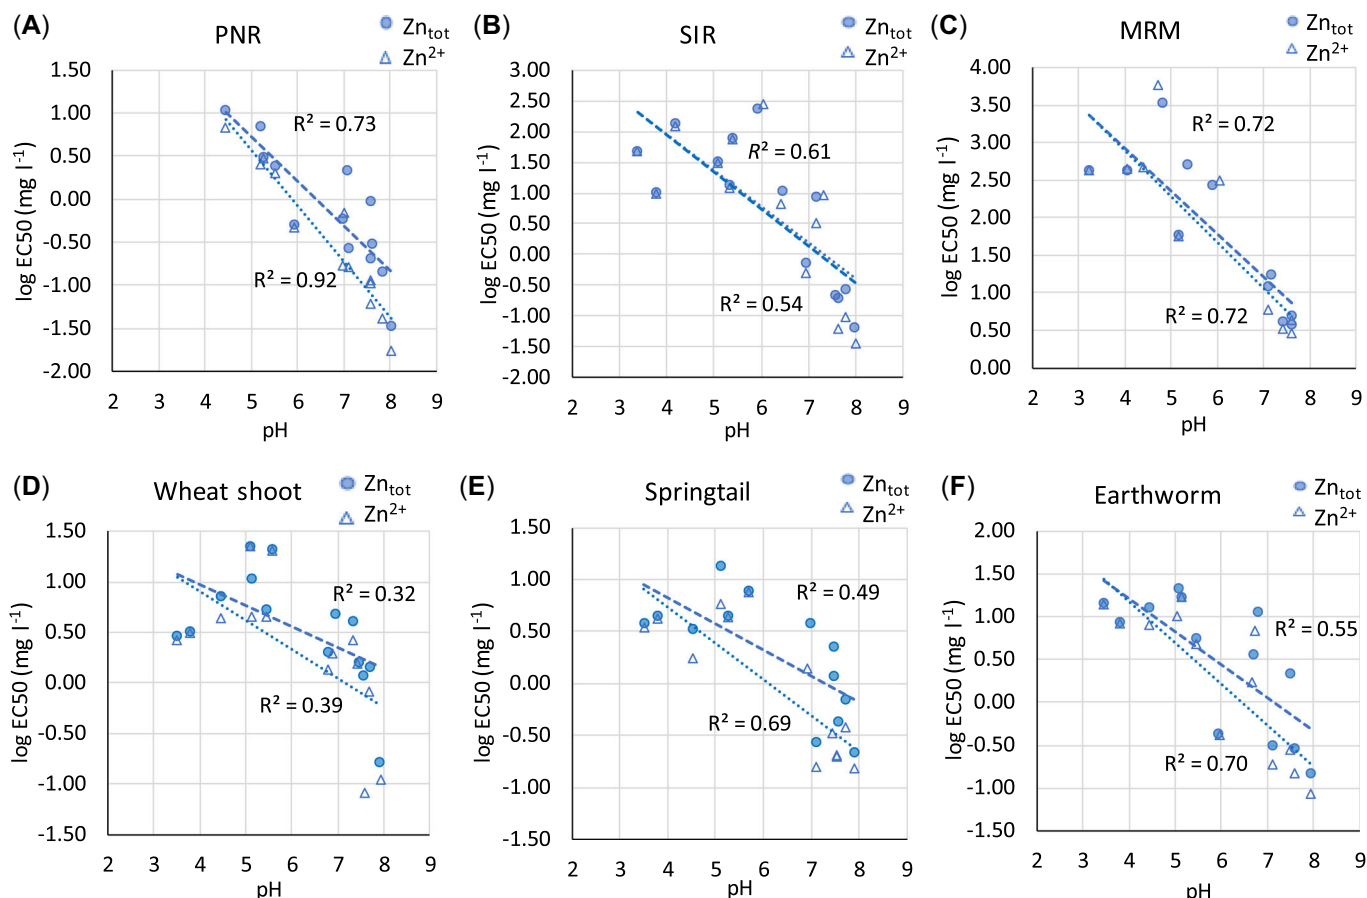 (A)
PNR
Zntot
Zn2+
1.50
1.00
0.50
0.00
-0.50
-1.00
-1.50
-2.00
log EC50 (mg l-1)
R² = 0.73
R² = 0.92
2 3 4 5 6 7 8 9
pH
(B)
SIR
Zntot
Zn2+
3.00
2.50
2.00
1.50
1.00
0.50
0.00
-0.50
-1.00
-1.50
-2.00
log EC50 (mg l-1)
R² = 0.61
R² = 0.54
2 3 4 5 6 7 8 9
pH
(C)
MRM
Zntot
Zn2+
4.00
3.50
3.00
2.50
2.00
1.50
1.00
0.50
0.00
log EC50 (mg l-1)
R² = 0.72
R² = 0.72
2 3 4 5 6 7 8 9
pH
(D)
Wheat shoot
Zntot
Zn2+
1.50
1.00
0.50
0.00
-0.50
-1.00
-1.50
log EC50 (mg l-1)
R² = 0.32
R² = 0.39
2 3 4 5 6 7 8 9
pH
(E)
Springtail
Zntot
Zn2+
1.50
1.00
0.50
0.00
-0.50
-1.00
-1.50
log EC50 (mg l-1)
R² = 0.49
R² = 0.69
2 3 4 5 6 7 8 9
pH
(F)
Earthworm
Zntot
Zn2+
2.00
1.50
1.00
0.50
0.00
-0.50
-1.00
-1.50
log EC50 (mg l-1)
R² = 0.55
R² = 0.70
2 3 4 5 6 7 8 9
pH